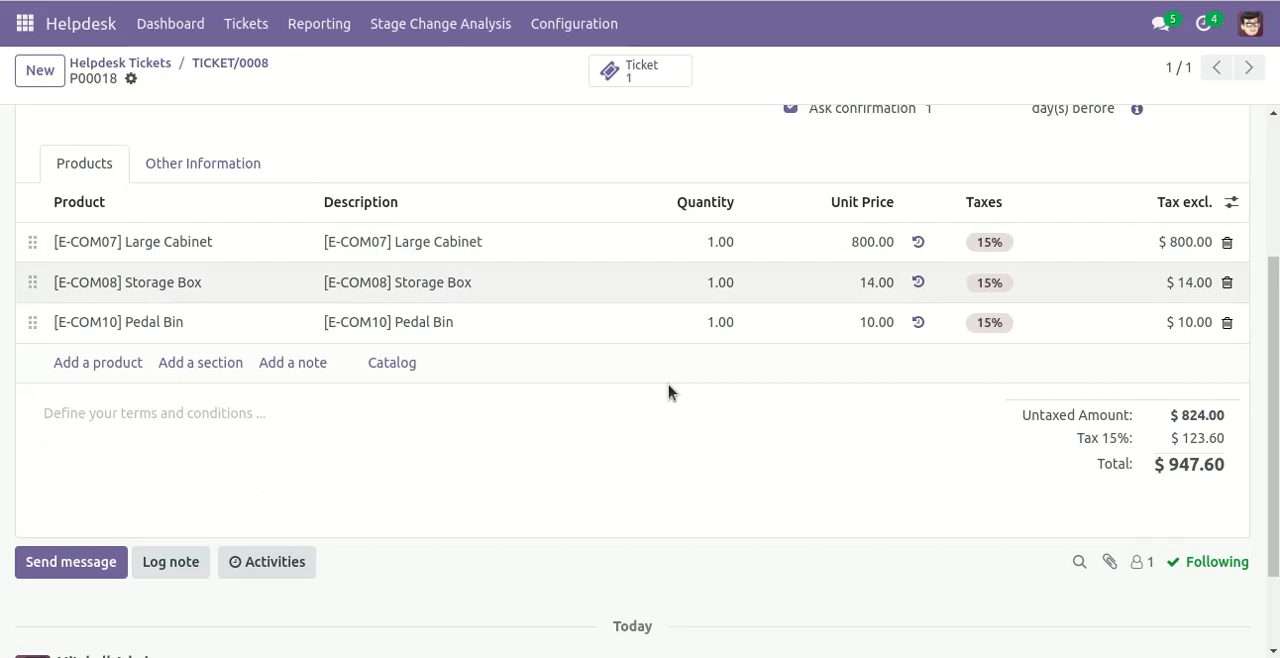 Helpdesk Dashboard Tickets Reporting Stage Change Analysis Configuration 5 4
New Helpdesk Tickets / TICKET/0008
P00018
Ticket
1
1 / 1
Ask confirmation 1 day(s) before
Products Other Information
Product Description Quantity Unit Price Taxes Tax excl.
[E-COM07] Large Cabinet [E-COM07] Large Cabinet 1.00 800.00 15% $ 800.00
[E-COM08] Storage Box [E-COM08] Storage Box 1.00 14.00 15% $ 14.00
[E-COM10] Pedal Bin [E-COM10] Pedal Bin 1.00 10.00 15% $ 10.00
Add a product Add a section Add a note Catalog
Define your terms and conditions ...
Untaxed Amount: $ 824.00
Tax 15%: $ 123.60
Total: $ 947.60
Send message Log note Activities 1 Following
Today